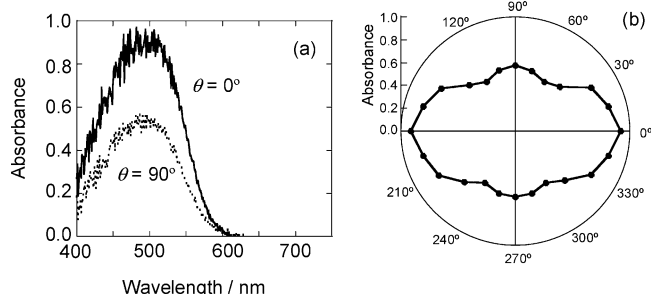 (a)
Absorbance
1.0
0.8
0.6
0.4
0.2
0.0
θ = 0º
θ = 90º
400 500 600 700
Wavelength / nm
(b)
Absorbance
1.0
0.8
0.6
0.4
0.2
0.0
90º
120º 60º
30º
0º
210º 330º
240º 300º
270º